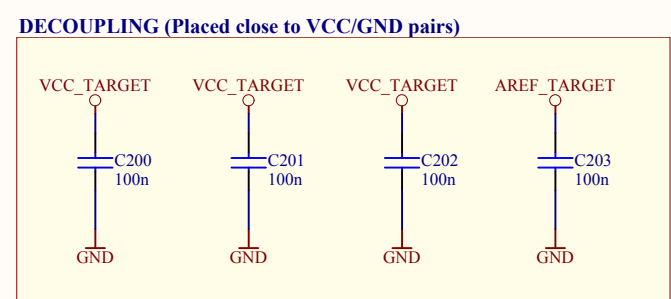 DECOUPLING (Placed close to VCC/GND pairs)
VCC_TARGET VCC_TARGET VCC_TARGET AREF_TARGET
C200 C201 C202 C203
100n 100n 100n 100n
GND GND GND GND